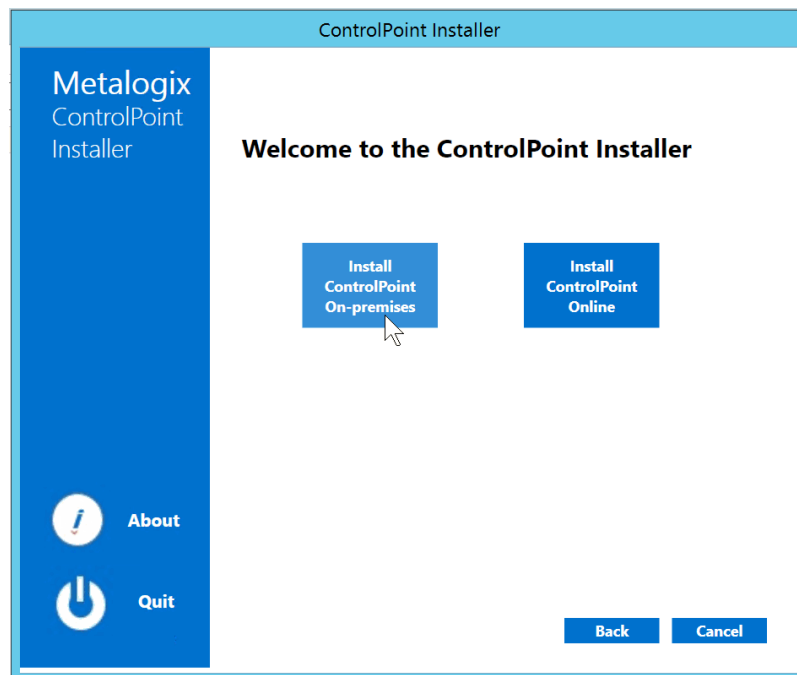 ControlPoint Installer
Metalogix
ControlPoint
Installer
Welcome to the ControlPoint Installer
Install
ControlPoint
On-premises
Install
ControlPoint
Online
About
Quit
Back
Cancel